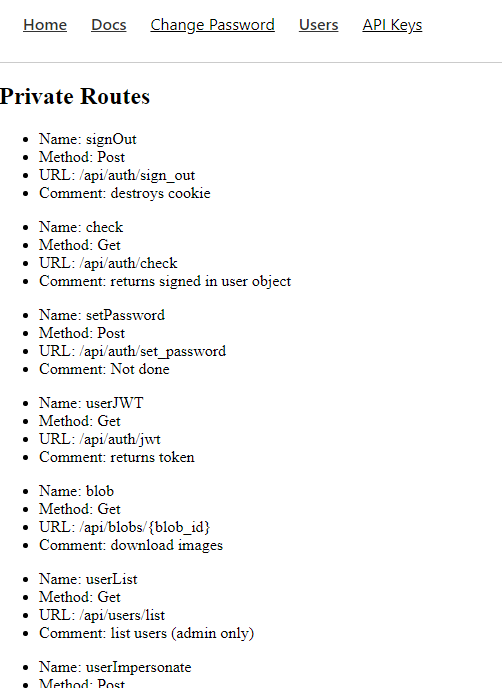 Home Docs Change Password Users API Keys
Private Routes
Name: signOut
Method: Post
URL: /api/auth/sign_out
Comment: destroys cookie
Name: check
Method: Get
URL: /api/auth/check
Comment: returns signed in user object
Name: setPassword
Method: Post
URL: /api/auth/set_password
Comment: Not done
Name: userJWT
Method: Get
URL: /api/auth/jwt
Comment: returns token
Name: blob
Method: Get
URL: /api/blobs/{blob_id}
Comment: download images
Name: userList
Method: Get
URL: /api/users/list
Comment: list users (admin only)
Name: userImpersonate
Method: Post